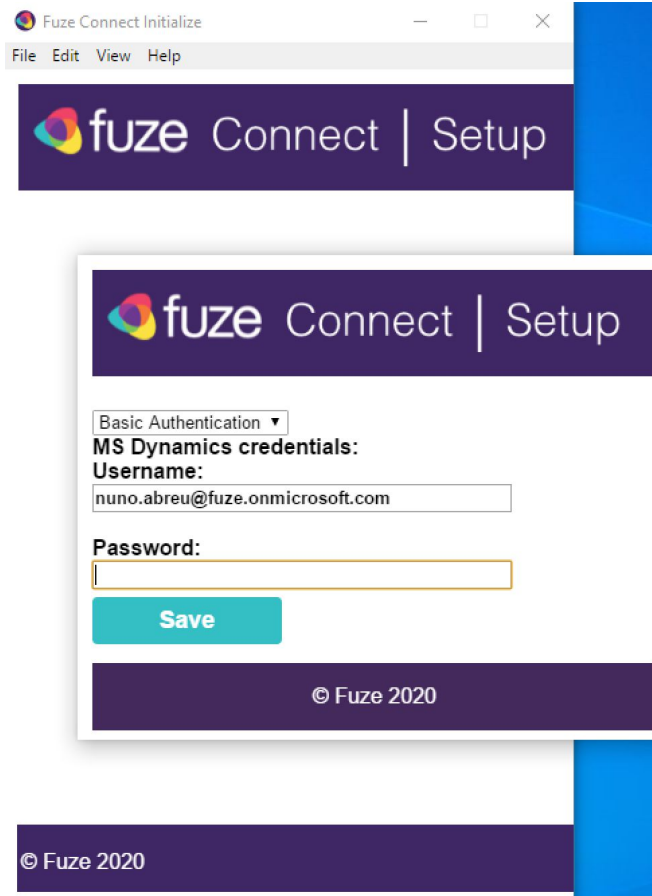 Fuze Connect Initialize
File Edit View Help
fuze Connect | Setup
fuze Connect | Setup
Basic Authentication ▼
MS Dynamics credentials:
Username:
nuno.abreu@fuze.onmicrosoft.com
Password:
Save
© Fuze 2020
© Fuze 2020